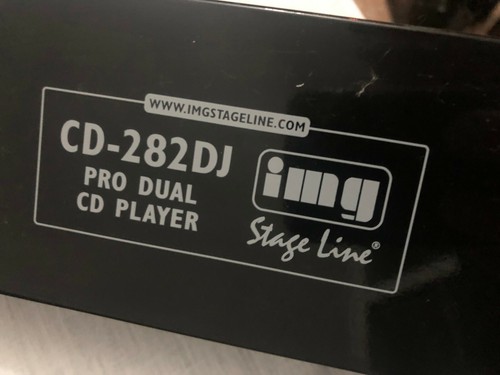 WWW.IMGSTAGELINE.COM
CD-282DJ
PRO DUAL
CD PLAYER
img
Stage Line®